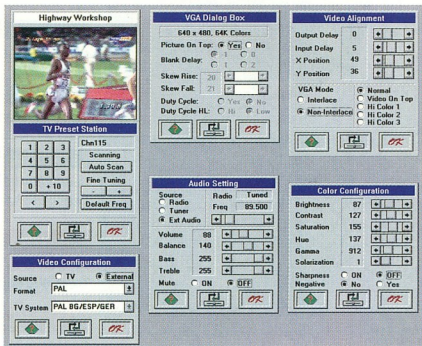 Highway Workshop
TV Preset Station
1 2 3
4 5 6
7 8 9
0 + 10
< >
Chn115
Scanning
Auto Scan
Fine Tuning
- +
Default Freq
OK
Video Configuration
Source TV External
Format PAL
TV System PAL BG/ESP/GER
OK
VGA Dialog Box
640 x 480, 64K Colors
Picture On Top: Yes No
Blank Delay: 1 0
1 2
Skew Rise: 20
Skew Fall: 21
Duty Cycle: Yes No
Duty Cycle HL: Hi Low
OK
Audio Setting
Source
Radio
Tuner
Ext Audio
Radio Tuned
Freq 89.500
Volume 88
Balance 140
Bass 255
Treble 255
Mute ON OFF
OK
Video Alignment
Output Delay 0
Input Delay 5
X Position 49
Y Position 36
VGA Mode
Interlace
Non-Interlace
Normal
Video On Top
Hi Color 1
Hi Color 2
Hi Color 3
OK
Color Configuration
Brightness 87
Contrast 127
Saturation 155
Hue 137
Gamma 912
Solarization 1
Sharpness ON OFF
Negative No Yes
OK